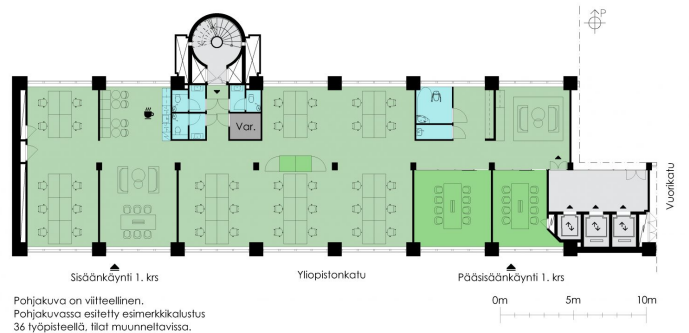 P
Var.
Vuorikatu
Sisäänkäynti 1. krs
Yliopistonkatu
Pääsisäänkäynti 1. krs
Pohjakuva on viitteellinen.
Pohjakuvassa esitetty esimerkkikalustus
36 työpisteellä, tilat muunneltavissa.
0m 5m 10m